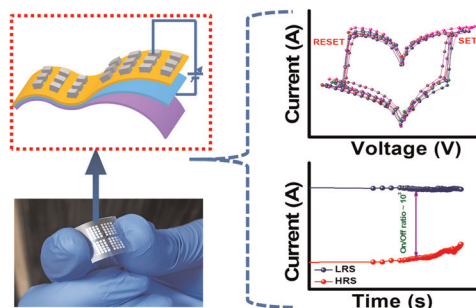 Current (A)
RESET
SET
Voltage (V)
Current (A)
On/Off ratio ~ 10³
LRS
HRS
Time (s)